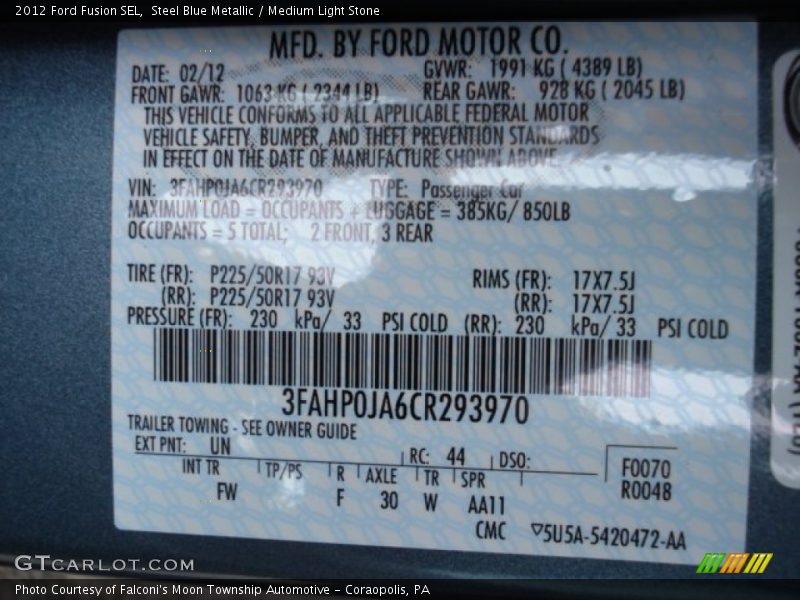 2012 Ford Fusion SEL, Steel Blue Metallic / Medium Light Stone
MFD. BY FORD MOTOR CO.
DATE: 02/12 GVWR: 1991 KG ( 4389 LB)
FRONT GAWR: 1063 KG ( 2344 LB) REAR GAWR: 928 KG ( 2045 LB)
THIS VEHICLE CONFORMS TO ALL APPLICABLE FEDERAL MOTOR
VEHICLE SAFETY, BUMPER, AND THEFT PREVENTION STANDARDS
IN EFFECT ON THE DATE OF MANUFACTURE SHOWN ABOVE
VIN: 3FAHP0JA6CR293970 TYPE: Passenger Car
MAXIMUM LOAD = OCCUPANTS + LUGGAGE = 385KG/ 850LB
OCCUPANTS = 5 TOTAL; 2 FRONT, 3 REAR
TIRE (FR): P225/50R17 93V RIMS (FR): 17X7.5J
(RR): P225/50R17 93V (RR): 17X7.5J
PRESSURE (FR): 230 kPa/ 33 PSI COLD (RR): 230 kPa/ 33 PSI COLD
3FAHP0JA6CR293970
TRAILER TOWING - SEE OWNER GUIDE
EXT PNT: UN RC: 44 DSO:
INT TR TP/PS R AXLE TR SPR
FW F 30 W AA11
F0070
R0048
CMC ▽5U5A-5420472-AA
GTCARLOT.COM
Photo Courtesy of Falconi's Moon Township Automotive - Coraopolis, PA